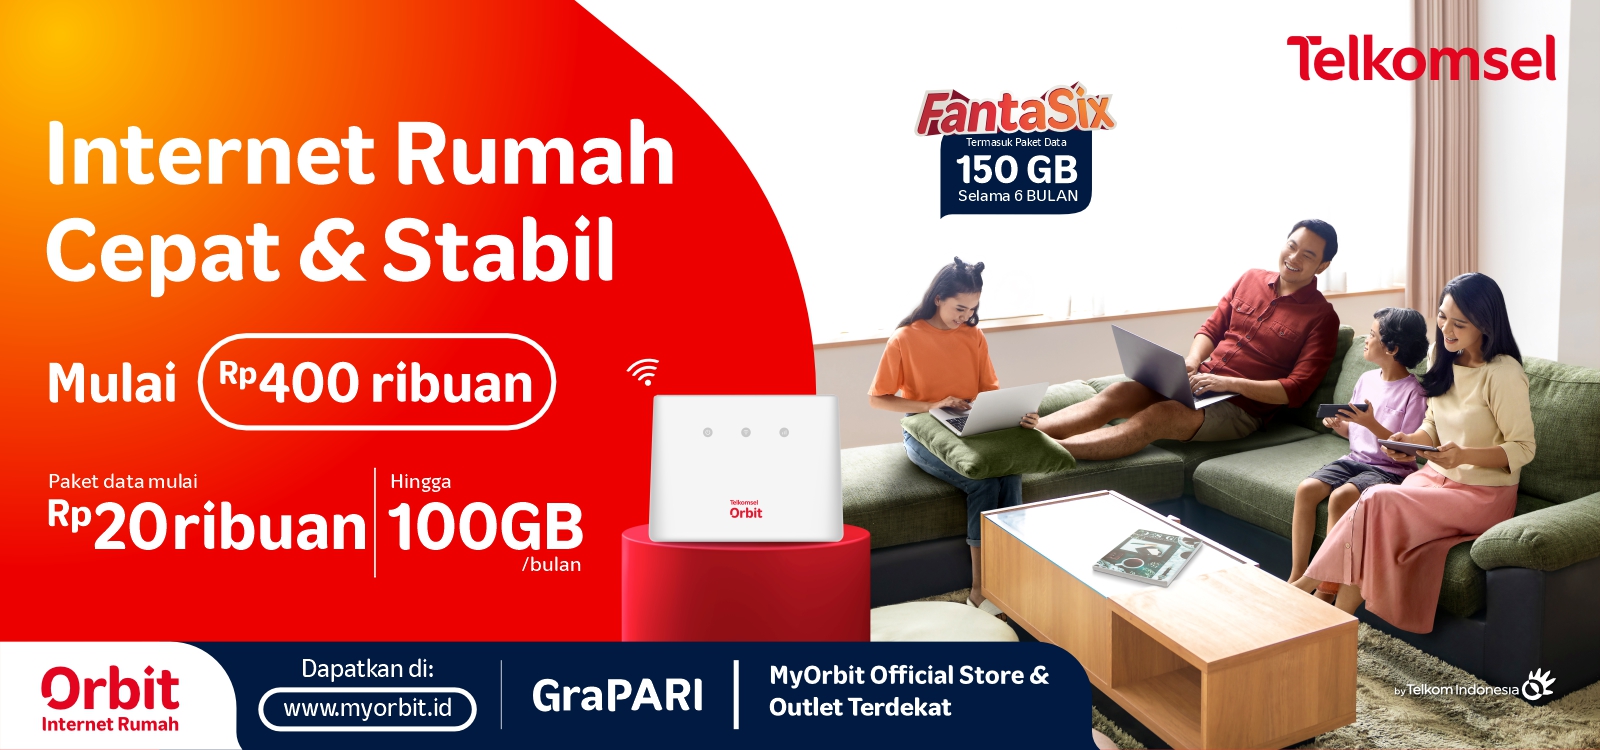 Telkomsel
FantaSix
Termasuk Paket Data
150 GB
Selama 6 BULAN
Internet Rumah
Cepat & Stabil
Mulai Rp400 ribuan
Paket data mulai
Rp20ribuan
Hingga
100GB
/bulan
Telkomsel
Orbit
Orbit
Internet Rumah
Dapatkan di:
www.myorbit.id
GraPARI
MyOrbit Official Store &
Outlet Terdekat
by Telkom Indonesia